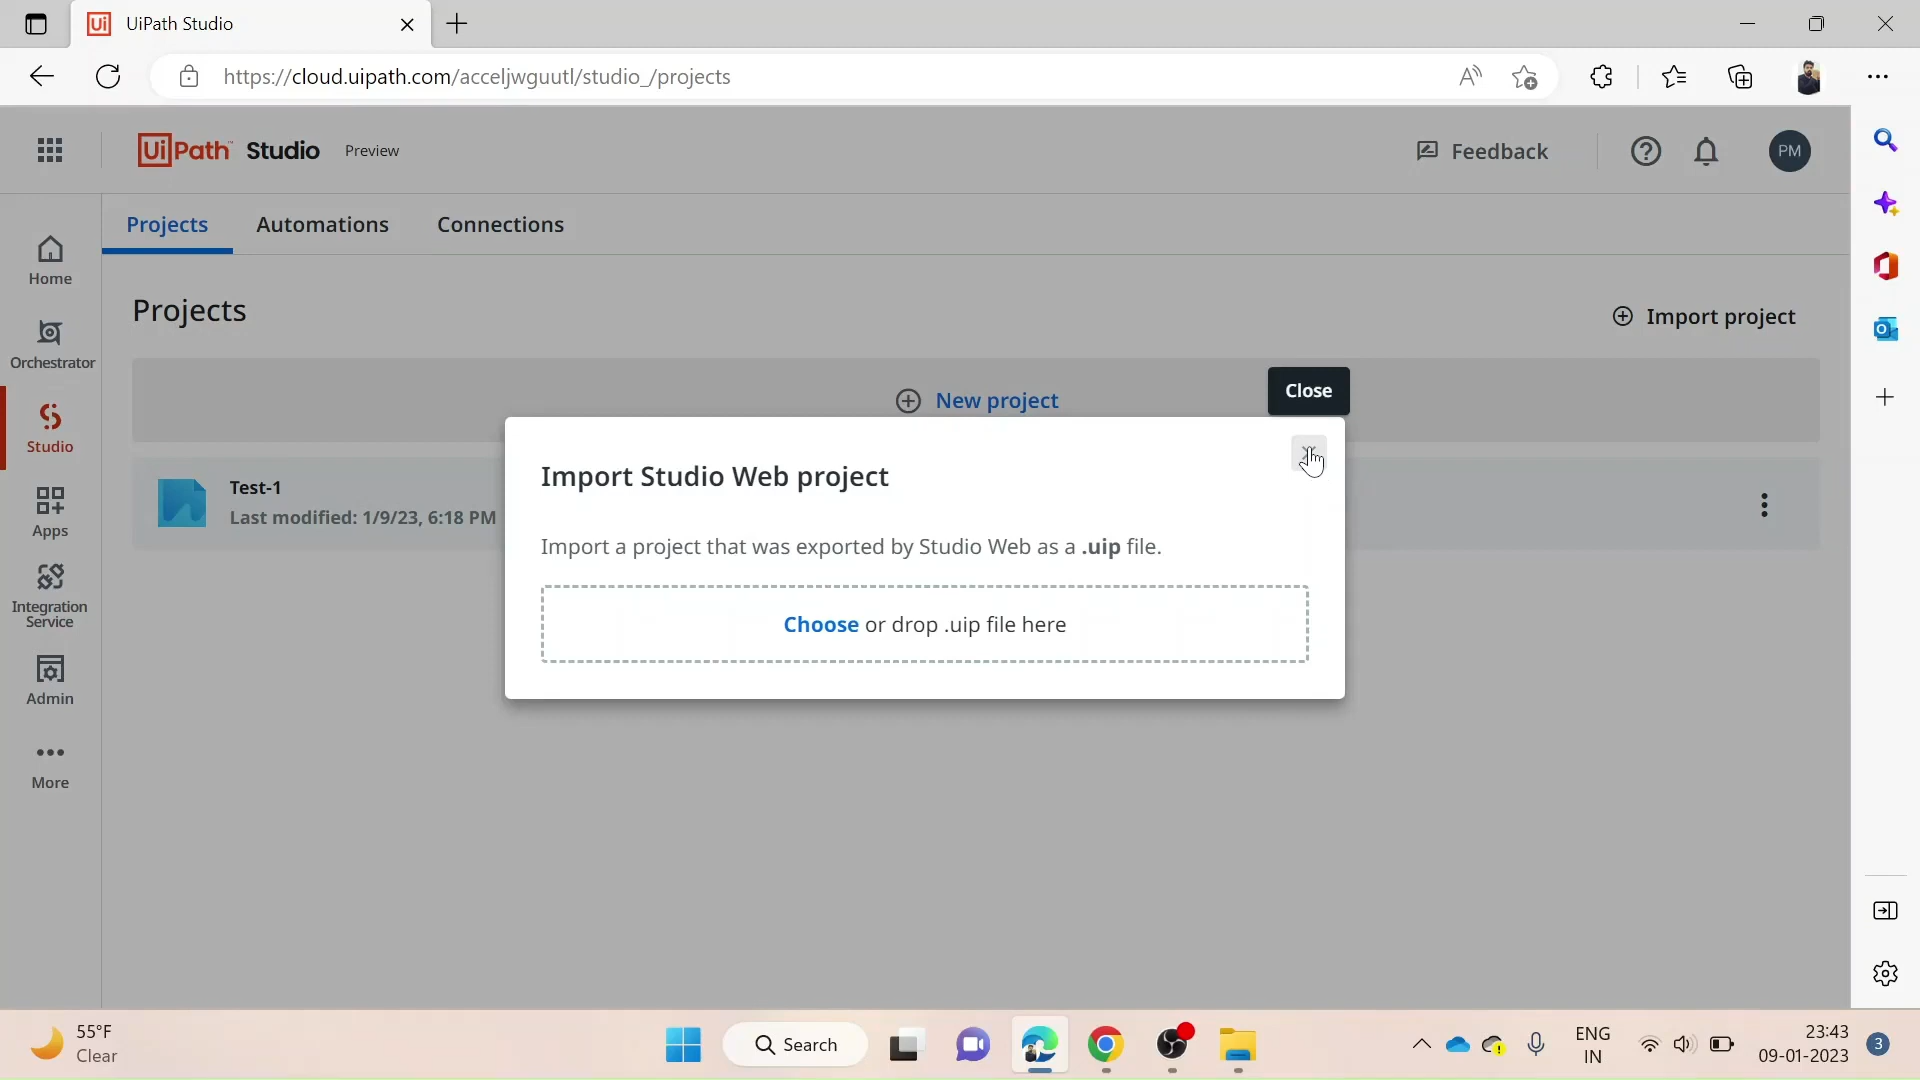 UiPath Studio
https://cloud.uipath.com/acceljwguutl/studio_/projects
UiPath™ Studio Preview
Feedback
PM
Projects Automations Connections
Home
Orchestrator
Studio
Apps
Integration
Service
Admin
More
Projects
Import project
New project
Close
Test-1
Last modified: 1/9/23, 6:18 PM
Import Studio Web project
Import a project that was exported by Studio Web as a .uip file.
Choose or drop .uip file here
55°F
Clear
Search
ENG
IN
23:43
09-01-2023
3